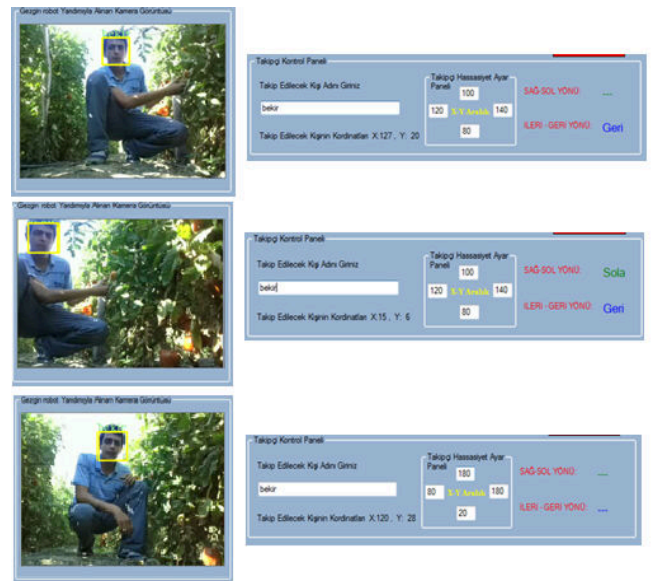 Gezgin robot Yardımıyla Alınan Kamera Görüntüsü
Takipçi Kontrol Paneli
Takip Edilecek Kişi Adını Giriniz
bekir
Takip Edilecek Kişinin Kordinatları X:127 , Y: 20
Takipçi Hassasiyet Ayar
Paneli
100
120 X-Y Aralık 140
80
SAĞ-SOL YÖNÜ: ---
İLERİ - GERİ YÖNÜ: Geri
Gezgin robot Yardımıyla Alınan Kamera Görüntüsü
Takipçi Kontrol Paneli
Takip Edilecek Kişi Adını Giriniz
bekir
Takip Edilecek Kişinin Kordinatları X:15 , Y: 6
Takipçi Hassasiyet Ayar
Paneli
100
120 X-Y Aralık 140
80
SAĞ-SOL YÖNÜ: Sola
İLERİ - GERİ YÖNÜ: Geri
Gezgin robot Yardımıyla Alınan Kamera Görüntüsü
Takipçi Kontrol Paneli
Takip Edilecek Kişi Adını Giriniz
bekir
Takip Edilecek Kişinin Kordinatları X:120 , Y: 28
Takipçi Hassasiyet Ayar
Paneli
180
80 X-Y Aralık 180
20
SAĞ-SOL YÖNÜ: ---
İLERİ - GERİ YÖNÜ: ---